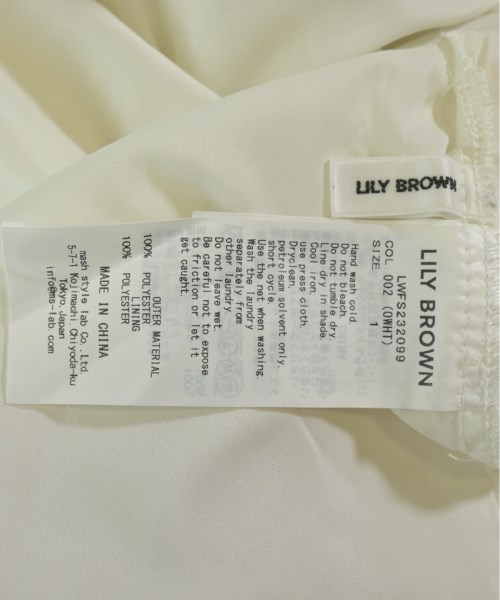 LILY BROWN
LILY BROWN
LWFS232099
COL 002 (OWHT)
SIZE 1
Hand wash cold.
Do not bleach.
Do not tumble dry.
Line dry in shade.
Cool iron.
use press cloth.
Dryclean.
petroleum solvent only.
short cycle.
Use the net when washing.
Wash the laundry
separately from
other laundry.
Do not leave wet.
Be careful not to expose
to friction or let it
get caught.
OUTER MATERIAL
100% POLYESTER
LINING
100% POLYESTER
MADE IN CHINA
mash style lab Co.,Ltd.
5-7-1 Kojimachi Chiyoda-ku
Tokyo Japan
info@ms-lab.com